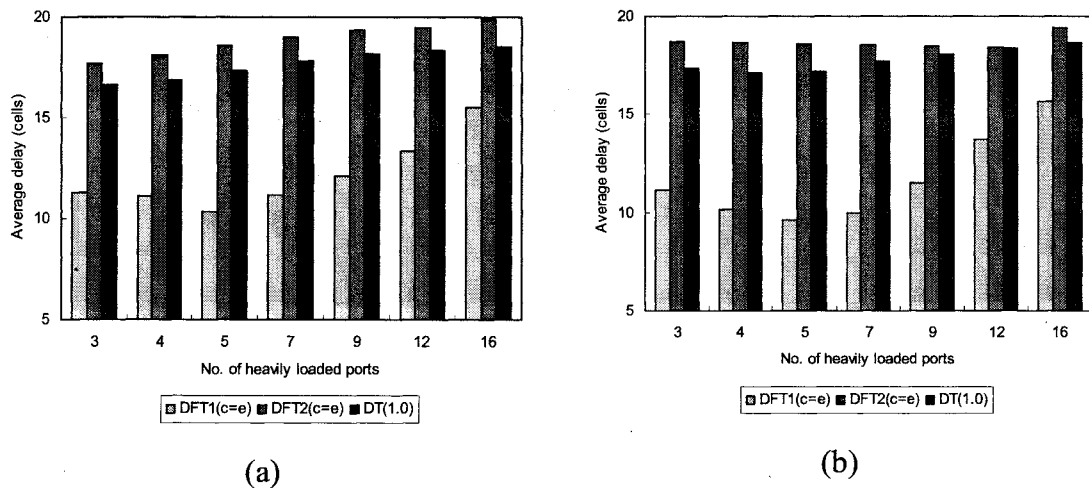 20
15
10
5
Average delay (cells)
3 4 5 7 9 12 16
No. of heavily loaded ports
DFT1(c=e) DFT2(c=e) DT(1.0)
(a)
20
15
10
5
Average delay (cells)
3 4 5 7 9 12 16
No. of heavily loaded ports
DFT1(c=e) DFT2(c=e) DT(1.0)
(b)